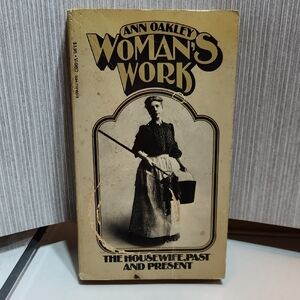 ANN OAKLEY
WOMAN'S
WORK
THE HOUSEWIFE, PAST
AND PRESENT